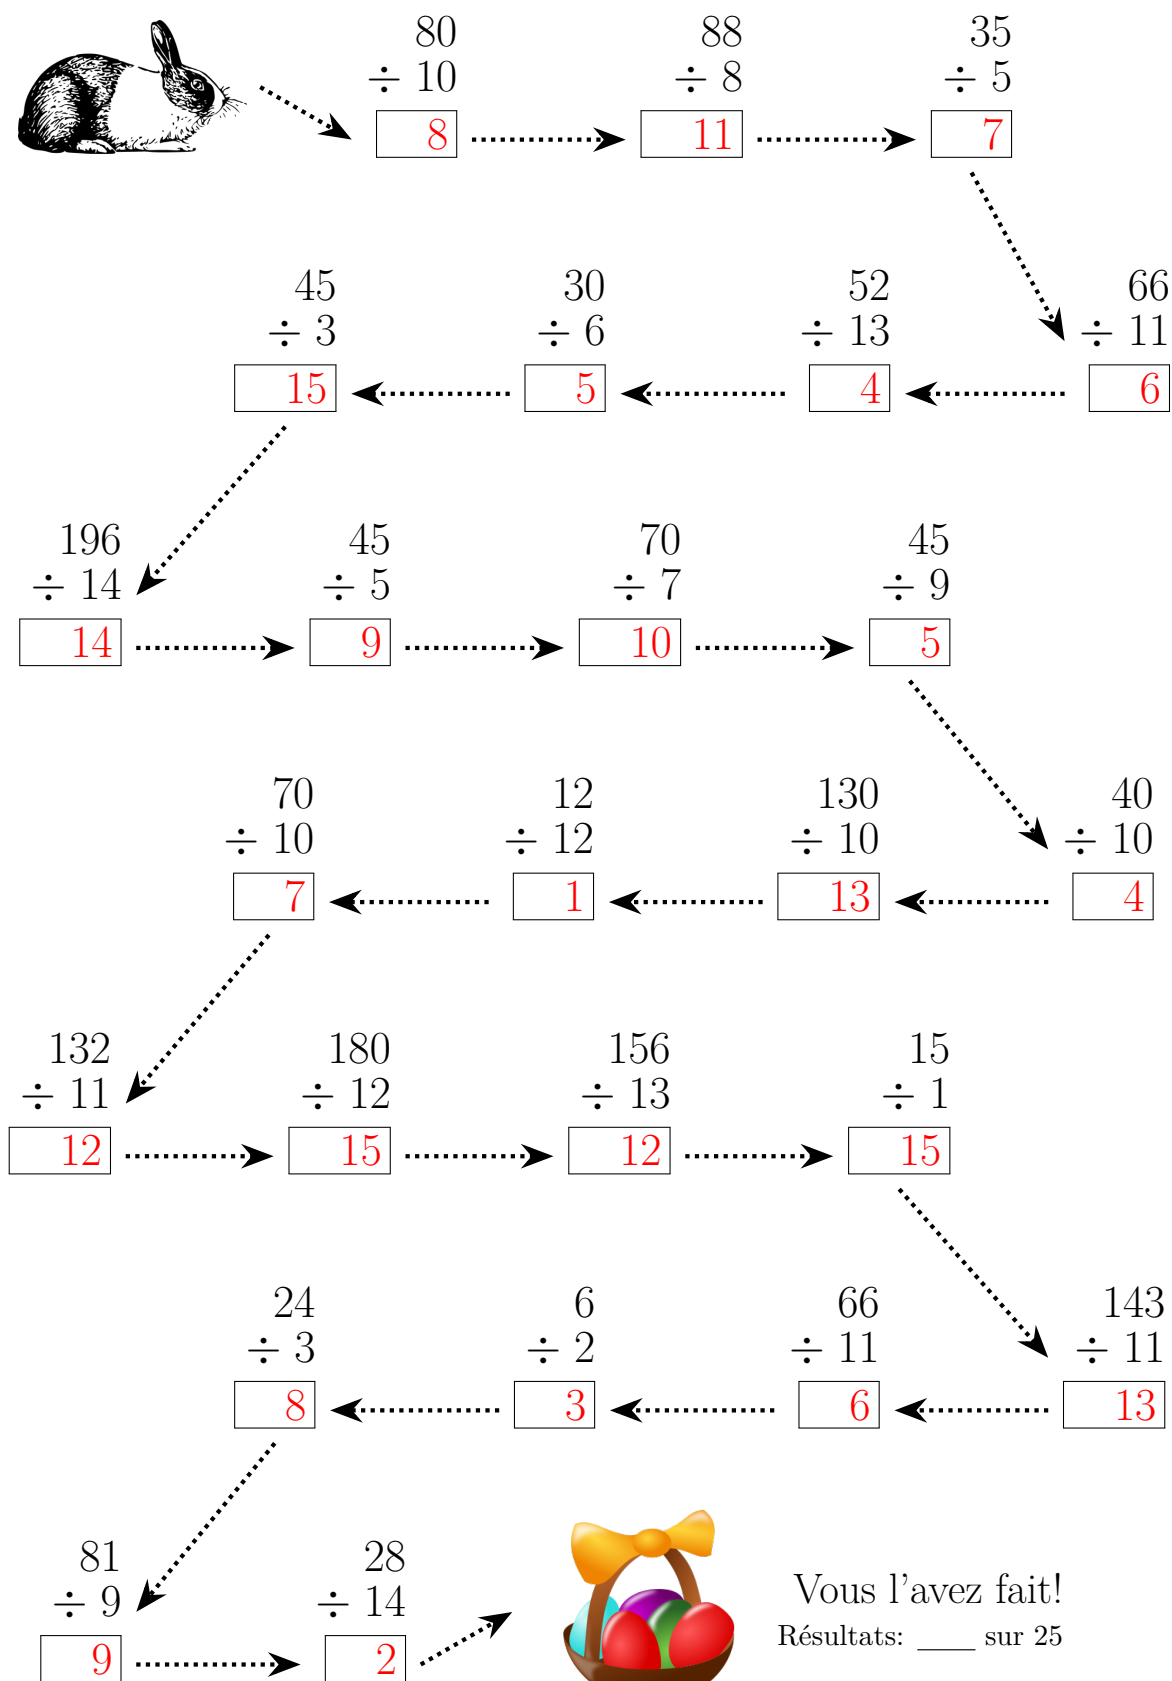 80 88 35
÷ 10 ÷ 8 ÷ 5
8 11 7
45 30 52 66
÷ 3 ÷ 6 ÷ 13 ÷ 11
15 5 4 6
196 45 70 45
÷ 14 ÷ 5 ÷ 7 ÷ 9
14 9 10 5
70 12 130 40
÷ 10 ÷ 12 ÷ 10 ÷ 10
7 1 13 4
132 180 156 15
÷ 11 ÷ 12 ÷ 13 ÷ 1
12 15 12 15
24 6 66 143
÷ 3 ÷ 2 ÷ 11 ÷ 11
8 3 6 13
81 28
÷ 9 ÷ 14
9 2
Vous l'avez fait!
Résultats: ____ sur 25